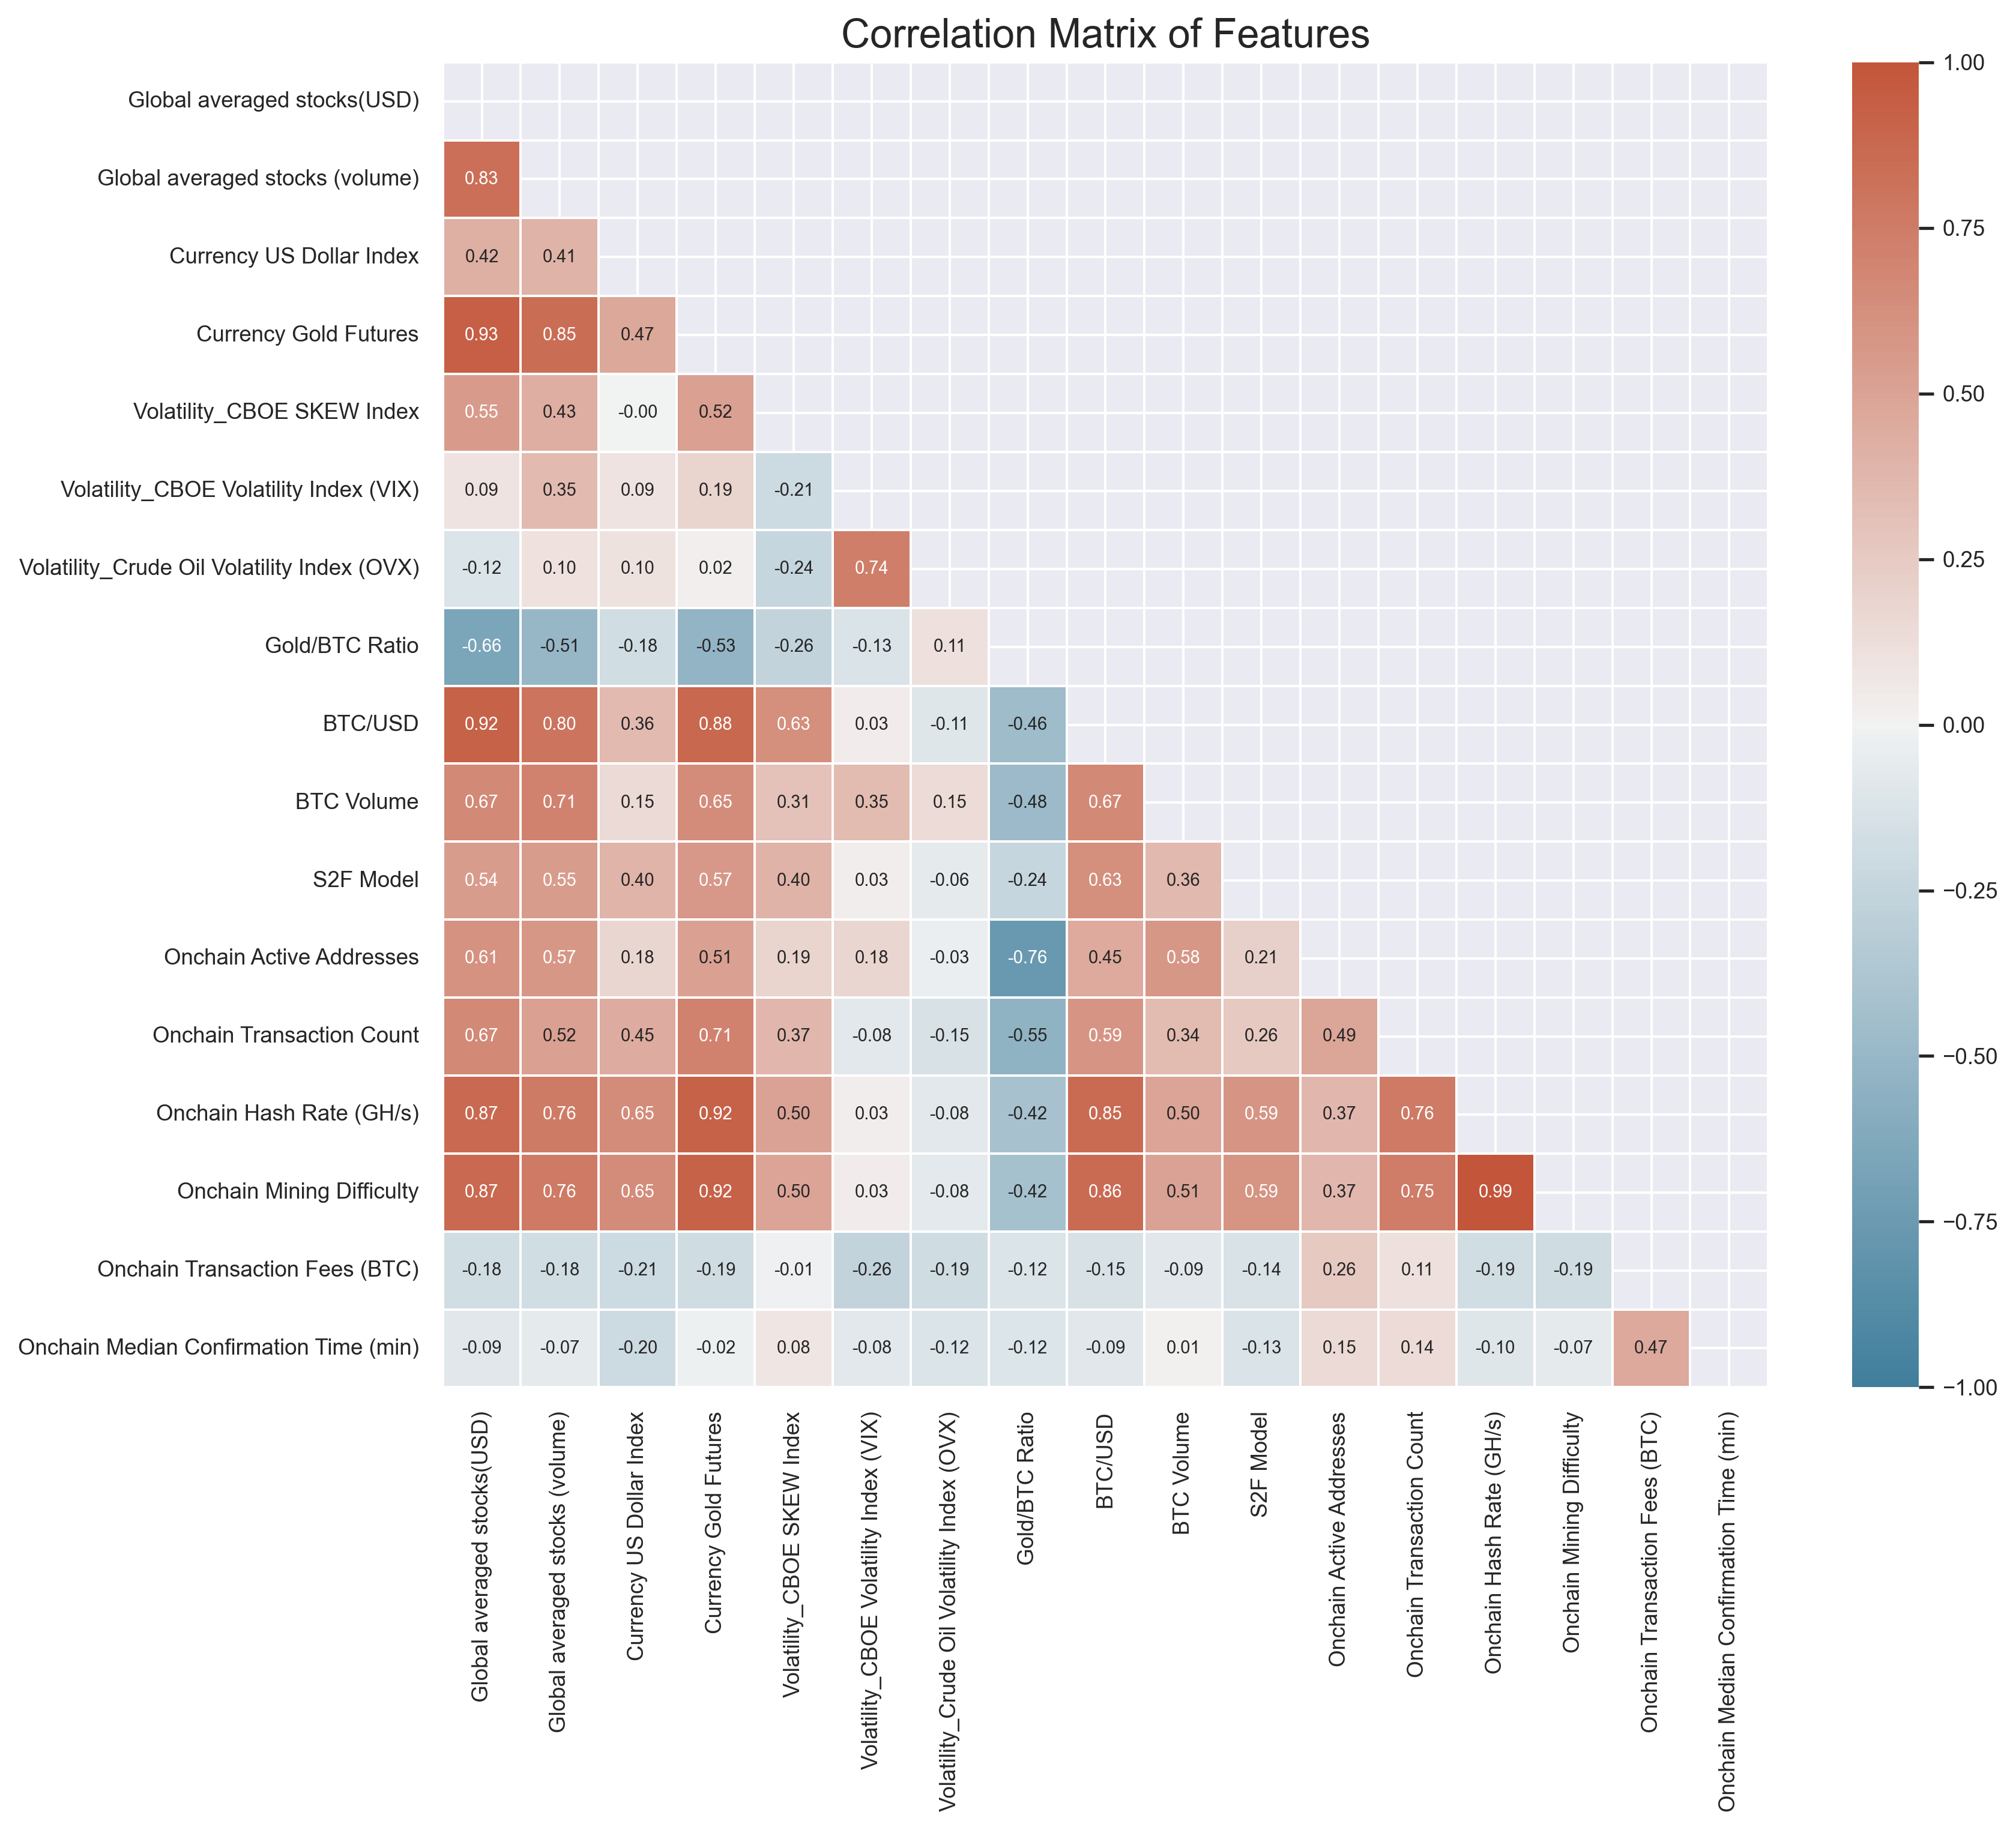 Correlation Matrix of Features
Global averaged stocks(USD)
Global averaged stocks (volume) 0.83
Currency US Dollar Index 0.42 0.41
Currency Gold Futures 0.93 0.85 0.47
Volatility_CBOE SKEW Index 0.55 0.43 -0.00 0.52
Volatility_CBOE Volatility Index (VIX) 0.09 0.35 0.09 0.19 -0.21
Volatility_Crude Oil Volatility Index (OVX) -0.12 0.10 0.10 0.02 -0.24 0.74
Gold/BTC Ratio -0.66 -0.51 -0.18 -0.53 -0.26 -0.13 0.11
BTC/USD 0.92 0.80 0.36 0.88 0.63 0.03 -0.11 -0.46
BTC Volume 0.67 0.71 0.15 0.65 0.31 0.35 0.15 -0.48 0.67
S2F Model 0.54 0.55 0.40 0.57 0.40 0.03 -0.06 -0.24 0.63 0.36
Onchain Active Addresses 0.61 0.57 0.18 0.51 0.19 0.18 -0.03 -0.76 0.45 0.58 0.21
Onchain Transaction Count 0.67 0.52 0.45 0.71 0.37 -0.08 -0.15 -0.55 0.59 0.34 0.26 0.49
Onchain Hash Rate (GH/s) 0.87 0.76 0.65 0.92 0.50 0.03 -0.08 -0.42 0.85 0.50 0.59 0.37 0.76
Onchain Mining Difficulty 0.87 0.76 0.65 0.92 0.50 0.03 -0.08 -0.42 0.86 0.51 0.59 0.37 0.75 0.99
Onchain Transaction Fees (BTC) -0.18 -0.18 -0.21 -0.19 -0.01 -0.26 -0.19 -0.12 -0.15 -0.09 -0.14 0.26 0.11 -0.19 -0.19
Onchain Median Confirmation Time (min) -0.09 -0.07 -0.20 -0.02 0.08 -0.08 -0.12 -0.12 -0.09 0.01 -0.13 0.15 0.14 -0.10 -0.07 0.47
Global averaged stocks(USD)
Global averaged stocks (volume)
Currency US Dollar Index
Currency Gold Futures
Volatility_CBOE SKEW Index
Volatility_CBOE Volatility Index (VIX)
Volatility_Crude Oil Volatility Index (OVX)
Gold/BTC Ratio
BTC/USD
BTC Volume
S2F Model
Onchain Active Addresses
Onchain Transaction Count
Onchain Hash Rate (GH/s)
Onchain Mining Difficulty
Onchain Transaction Fees (BTC)
Onchain Median Confirmation Time (min)
1.00
0.75
0.50
0.25
0.00
−0.25
−0.50
−0.75
−1.00